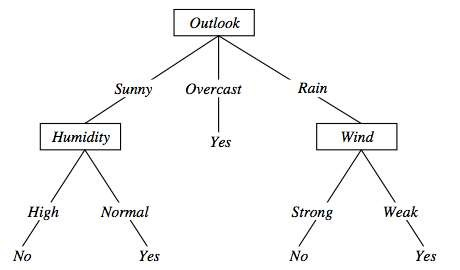 Outlook
Sunny Overcast Rain
Humidity Yes Wind
High Normal Strong Weak
No Yes No Yes